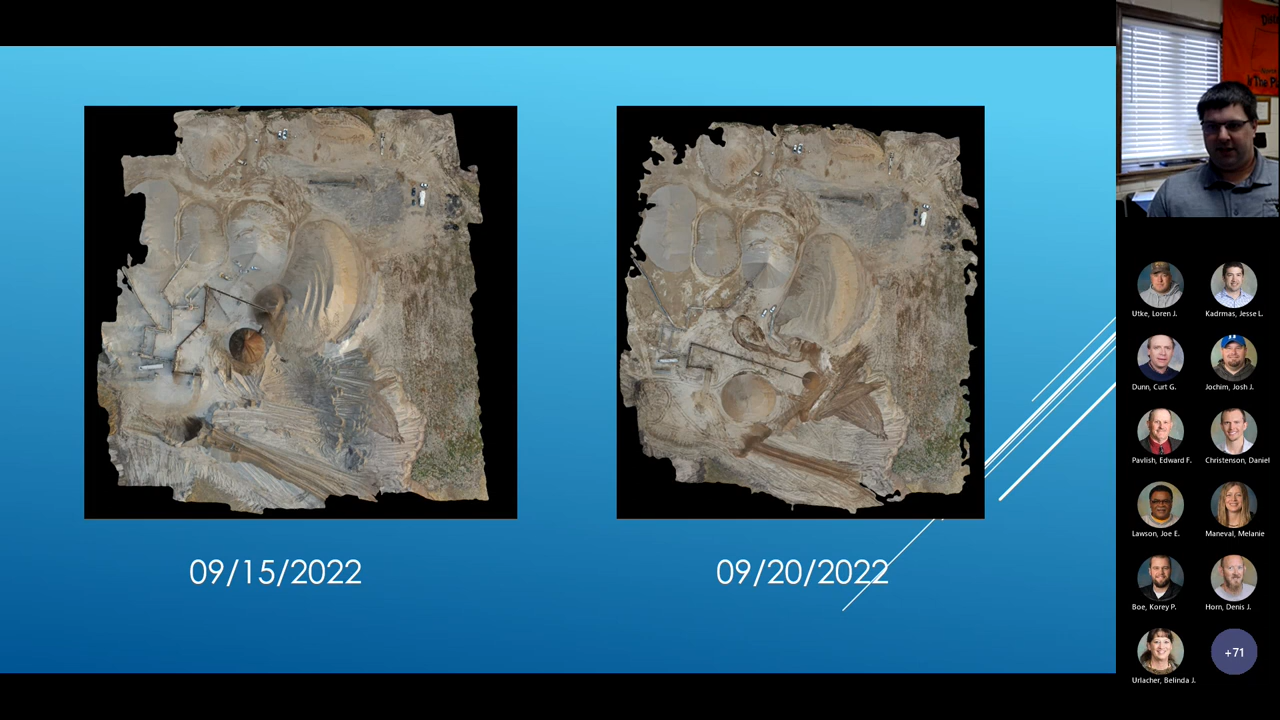 09/15/2022
09/20/2022
Utke, Loren J.
Kadrmas, Jesse L.
Dunn, Curt G.
Jochim, Josh J.
Pavlish, Edward F.
Christenson, Daniel
Lawson, Joe E.
Maneval, Melanie
Boe, Korey P.
Horn, Denis J.
Urlacher, Belinda J.
+71